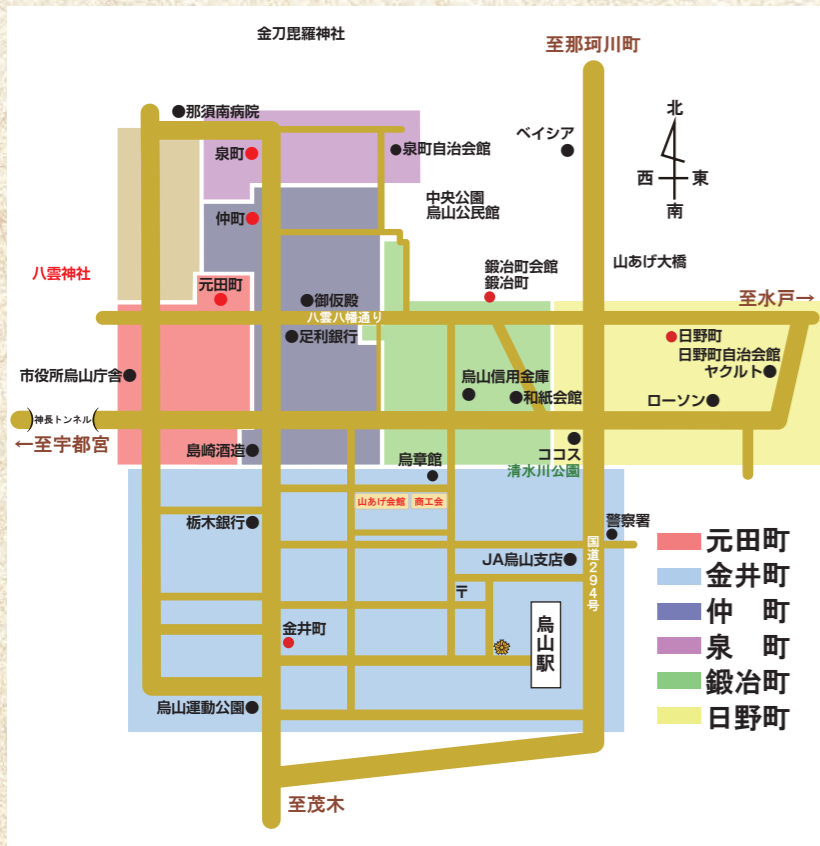 金刀毘羅神社
至那珂川町
那須南病院
北
西
東
南
ベイシア
泉町
泉町自治会館
中央公園
烏山公民館
仲町
山あげ大橋
八雲神社
鍛冶町会館
鍛冶町
元田町
御仮殿
至水戸→
八雲八幡通り
足利銀行
日野町
日野町自治会館
ヤクルト
市役所烏山庁舎
烏山信用金庫
和紙会館
ローソン
神長トンネル
←至宇都宮
島崎酒造
烏章館
ココス
清水川公園
山あげ会館
商工会
栃木銀行
警察署
国道294号
JA烏山支店
〒
金井町
烏山駅
烏山運動公園
至茂木
元田町
金井町
仲 町
泉 町
鍛冶町
日野町